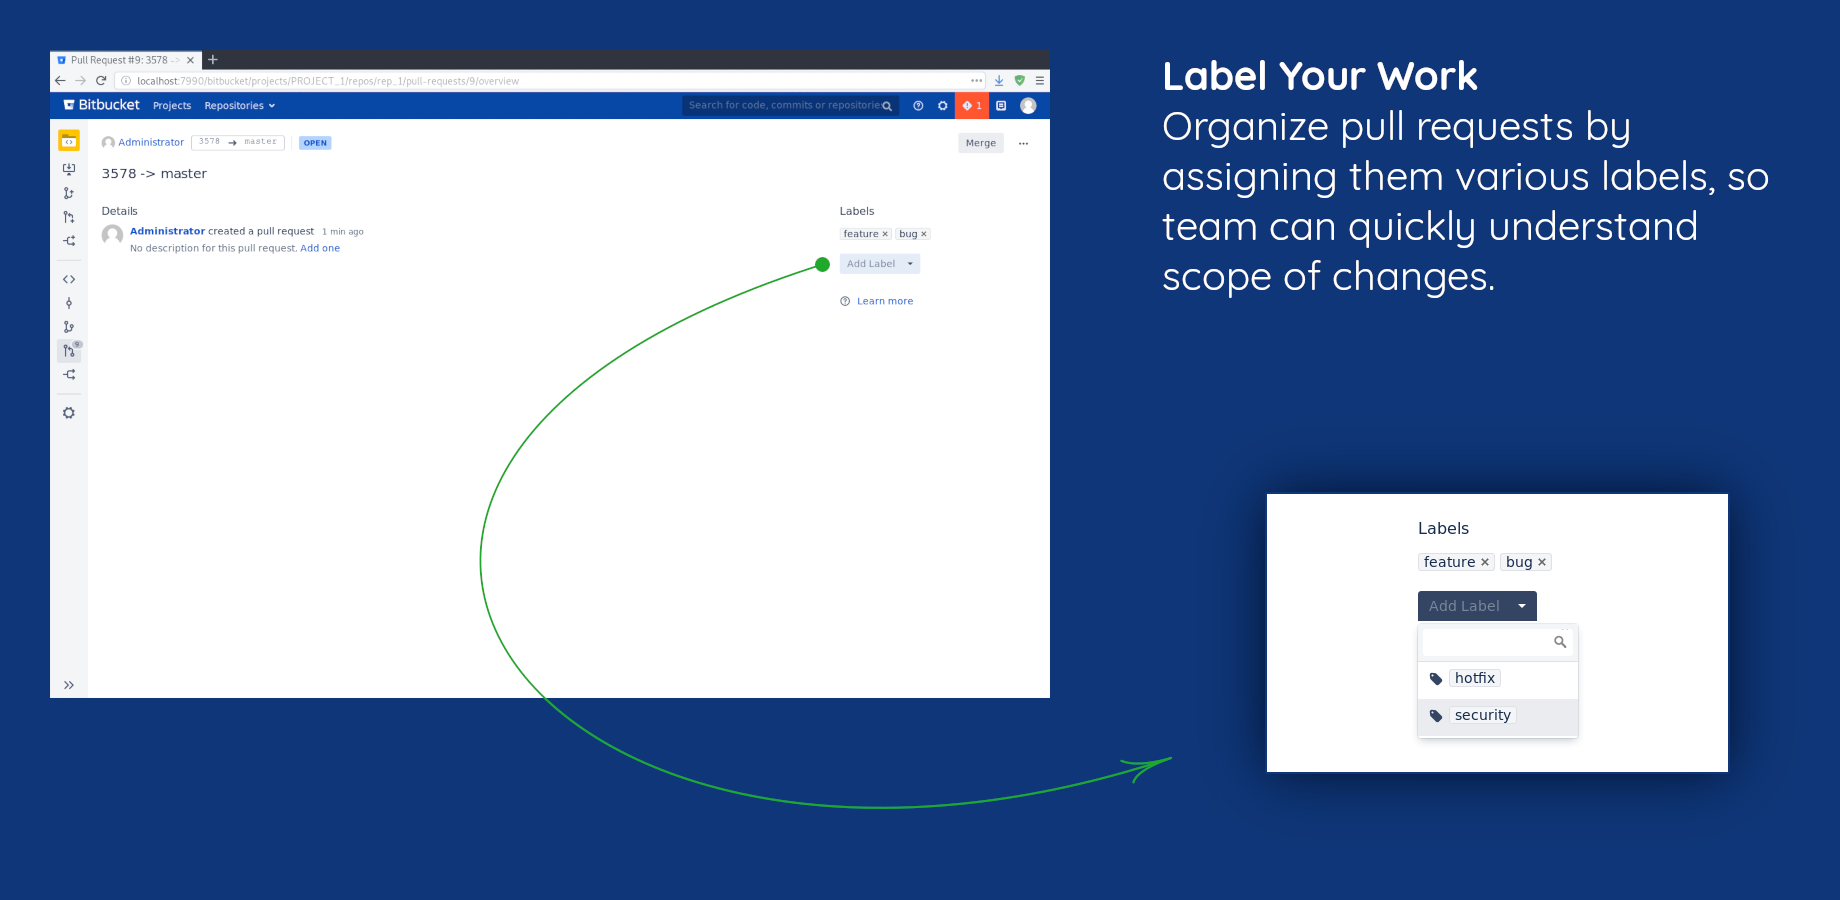 Pull Request #9: 3578 ->
localhost:7990/bitbucket/projects/PROJECT_1/repos/rep_1/pull-requests/9/overview
Bitbucket Projects Repositories Search for code, commits or repositories 1
Administrator 3578 → master OPEN Merge
3578 -> master
Details
Administrator created a pull request 1 min ago
No description for this pull request. Add one
9
Labels
feature × bug ×
Add Label
Learn more
Label Your Work
Organize pull requests by
assigning them various labels, so
team can quickly understand
scope of changes.
Labels
feature × bug ×
Add Label
hotfix
security